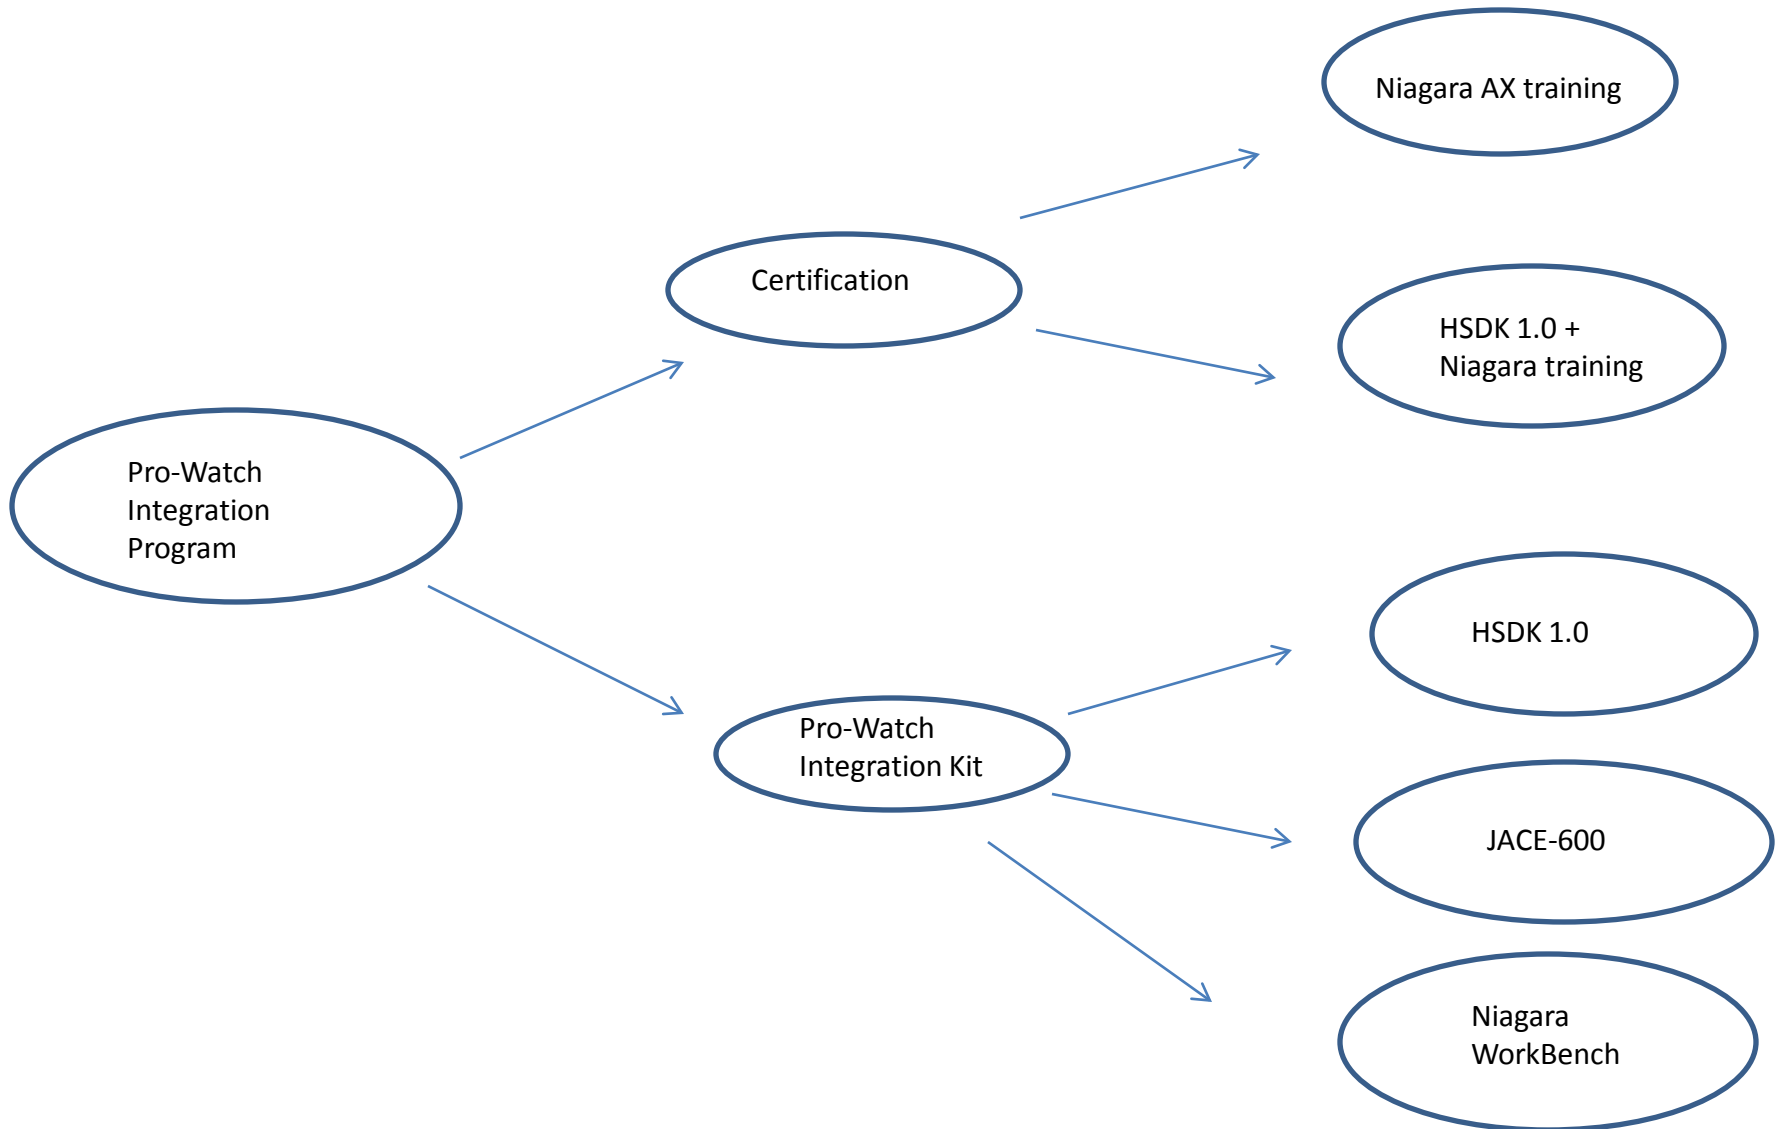 Niagara AX training
Certification
HSDK 1.0 +
Niagara training
Pro-Watch
Integration
Program
HSDK 1.0
Pro-Watch
Integration Kit
JACE-600
Niagara
WorkBench